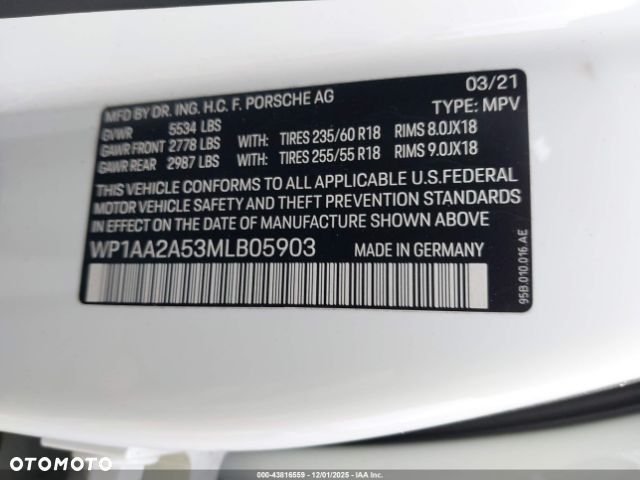 MFD BY DR. ING. H.C. F. PORSCHE AG 03/21
GVWR 5534 LBS TYPE: MPV
GAWR FRONT 2778 LBS WITH: TIRES 235/60 R18 RIMS 8.0JX18
GAWR REAR 2987 LBS WITH: TIRES 255/55 R18 RIMS 9.0JX18
THIS VEHICLE CONFORMS TO ALL APPLICABLE U.S.FEDERAL
MOTOR VEHICLE SAFETY AND THEFT PREVENTION STANDARDS
IN EFFECT ON THE DATE OF MANUFACTURE SHOWN ABOVE
WP1AA2A53MLB05903 MADE IN GERMANY
95B.010.016 AE
OTOMOTO
000-43816559 | 12/01/2025 - IAA Inc.